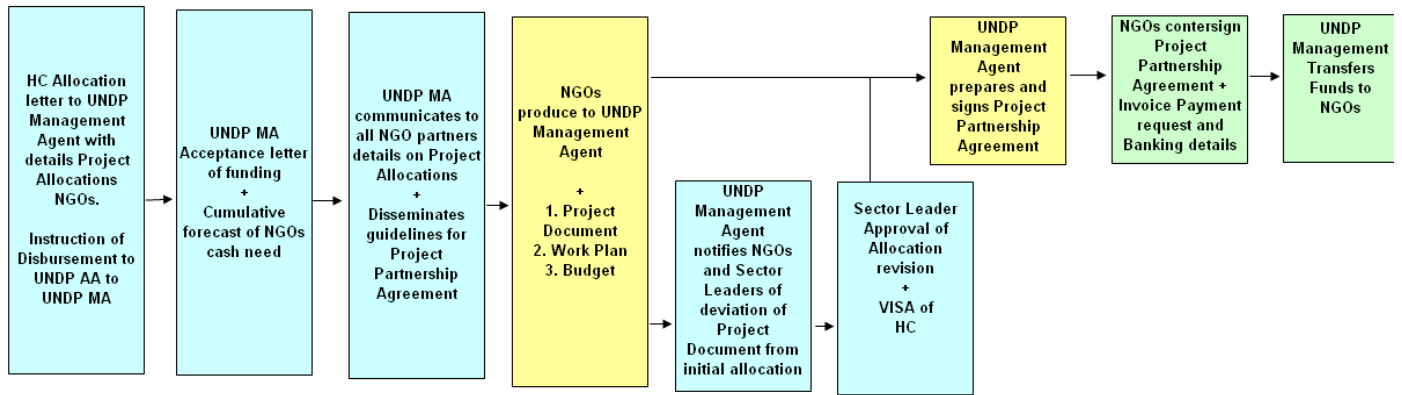 HC Allocation
letter to UNDP
Management
Agent with
details Project
Allocations
NGOs.
Instruction of
Disbursement to
UNDP AA to
UNDP MA
UNDP MA
Acceptance letter
of funding
+
Cumulative
forecast of NGOs
cash need
UNDP MA
communicates to
all NGO partners
details on Project
Allocations
+
Disseminates
guidelines for
Project
Partnership
Agreement
NGOs
produce to UNDP
Management
Agent
+
1. Project
Document
2. Work Plan
3. Budget
UNDP
Management
Agent
notifies NGOs
and Sector
Leaders of
deviation of
Project
Document from
initial allocation
Sector Leader
Approval of
Allocation
revision
+
VISA of
HC
UNDP
Management
Agent
prepares and
signs Project
Partnership
Agreement
NGOs contersign
Project
Partnership
Agreement +
Invoice Payment
request and
Banking details
UNDP
Management
Transfers
Funds to
NGOs